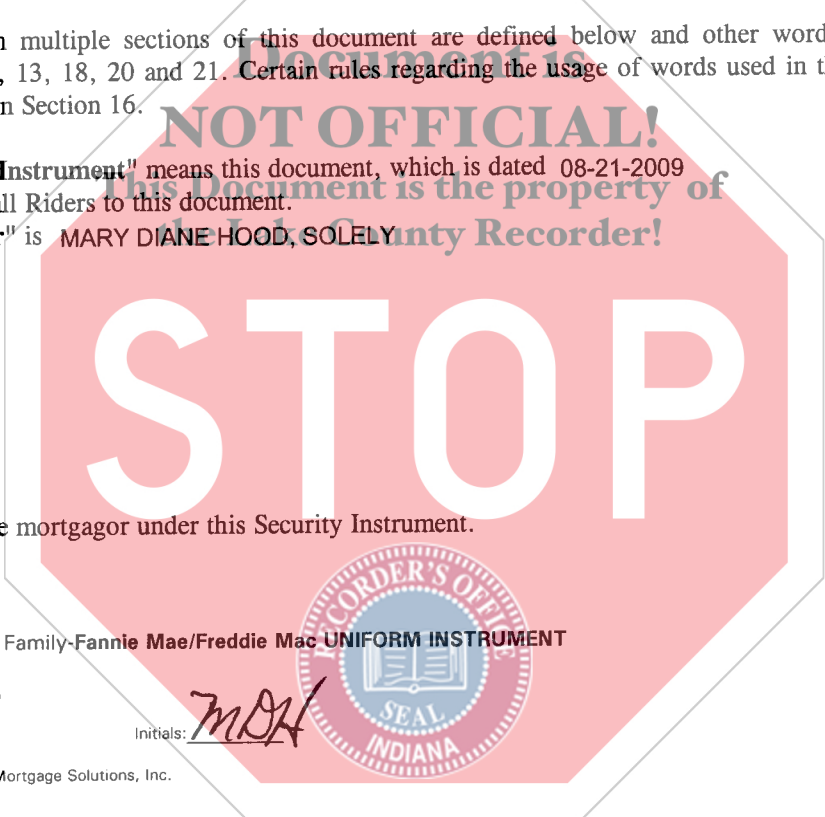 multiple sections of this document are defined below and other word
, 13, 18, 20 and 21. Certain rules regarding the usage of words used in
n Section 16.
Document is
NOT OFFICIAL!
This Document is the property of
the Lake County Recorder!
Instrument" means this document, which is dated 08-21-2009
ll Riders to this document.
" is MARY DIANE HOOD, SOLELY
STOP
e mortgagor under this Security Instrument.
Family-Fannie Mae/Freddie Mac UNIFORM INSTRUMENT
Initials: MDH
RECORDER'S OFFICE
SEAL
INDIANA
Mortgage Solutions, Inc.